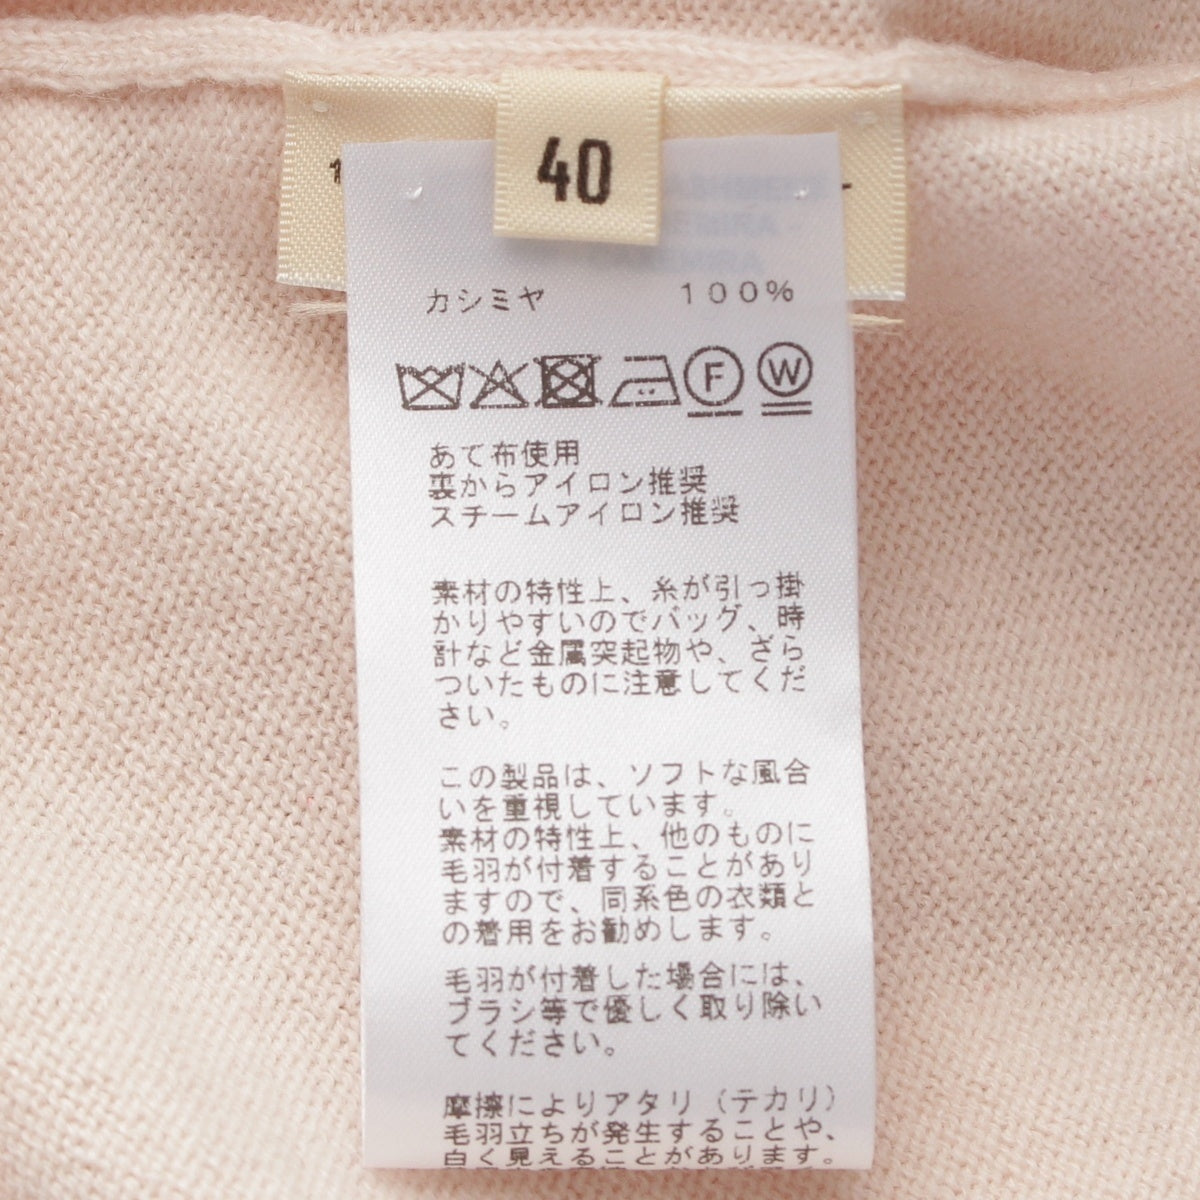 40
カシミヤ 100%
F W
あて布使用
裏からアイロン推奨
スチームアイロン推奨
素材の特性上、糸が引っ掛
かりやすいのでバッグ、時
計など金属突起物や、ざら
ついたものに注意してくだ
さい。
この製品は、ソフトな風合
いを重視しています。
素材の特性上、他のものに
毛羽が付着することがあり
ますので、同系色の衣類と
の着用をお勧めします。
毛羽が付着した場合には、
ブラシ等で優しく取り除い
てください。
摩擦によりアタリ（テカリ）
毛羽立ちが発生することや、
白く見えることがあります。